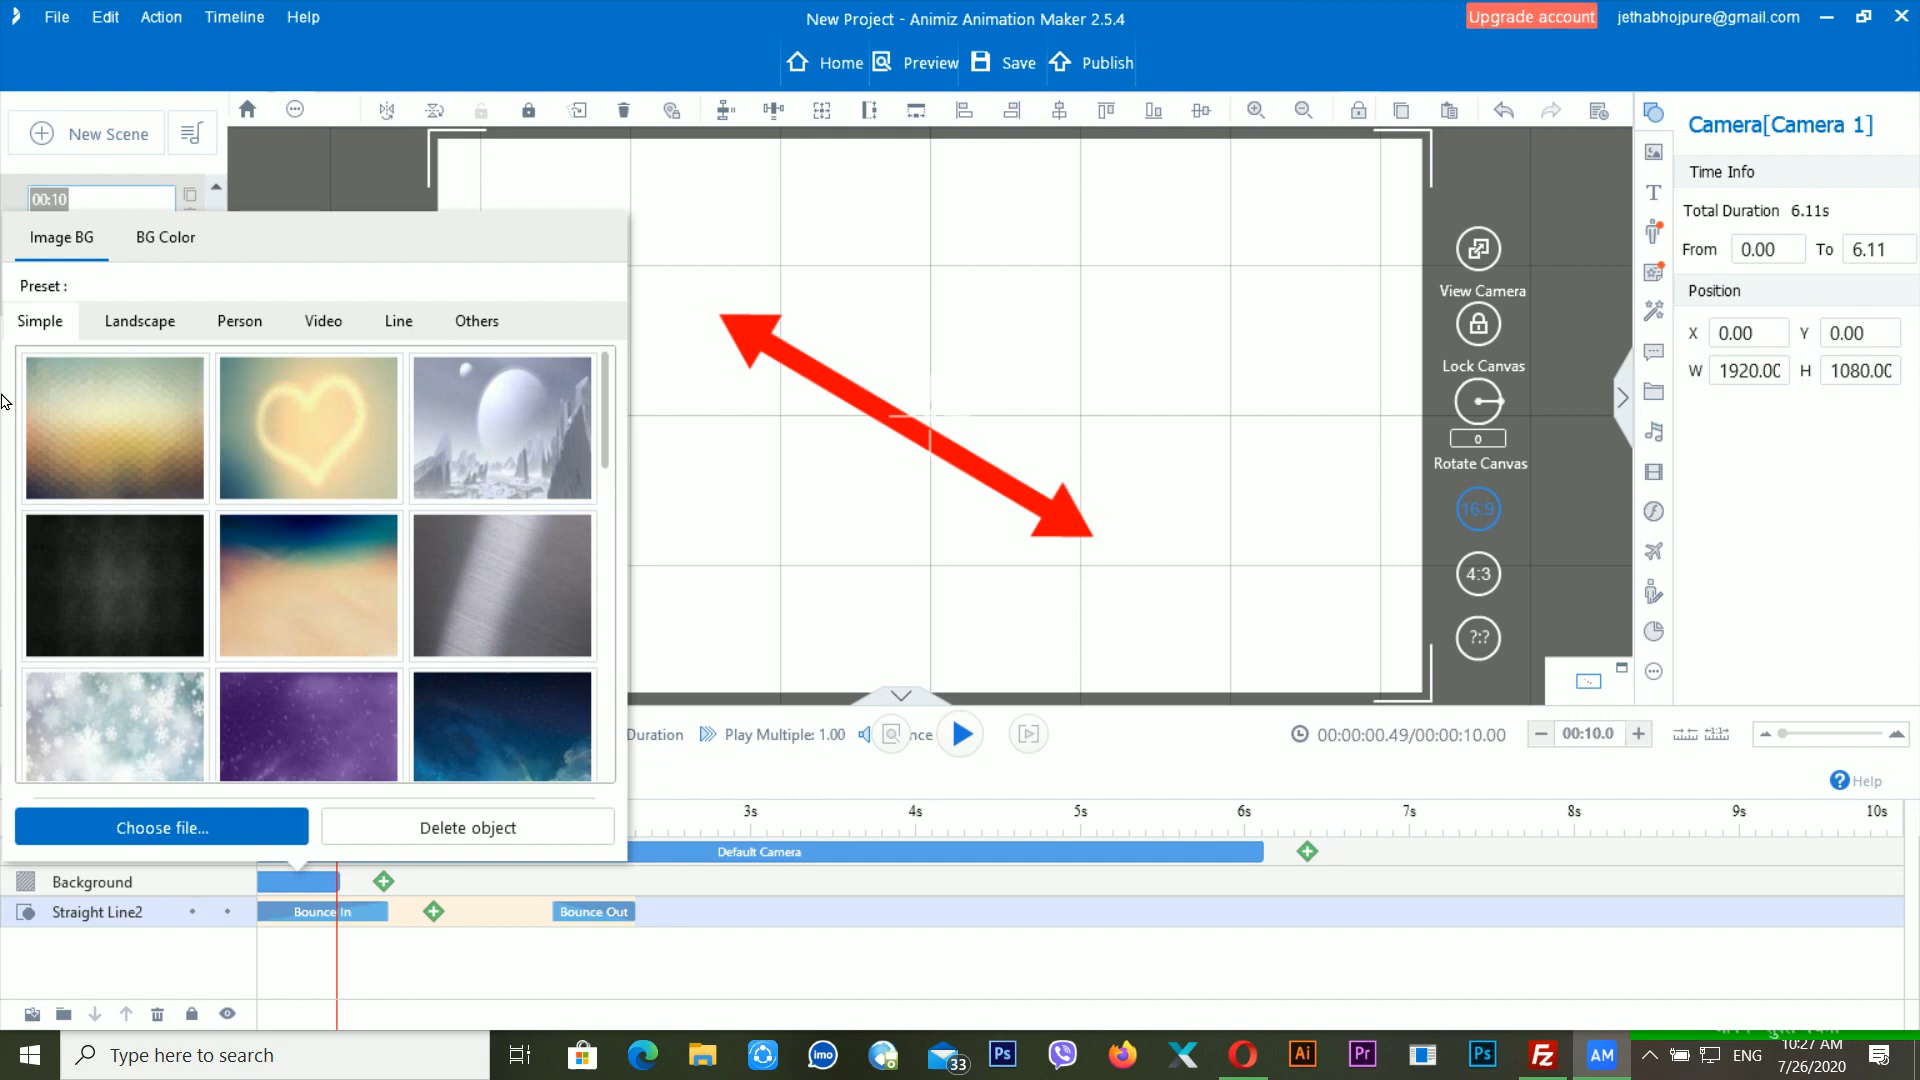 File Edit Action Timeline Help
New Project - Animiz Animation Maker 2.5.4
Upgrade account jethabhojpure@gmail.com
Home Preview Save Publish
New Scene
00:10
Camera[Camera 1]
Time Info
Total Duration 6.11s
From 0.00 To 6.11
Position
X 0.00 Y 0.00
W 1920.00 H 1080.00
Image BG BG Color
Preset :
Simple Landscape Person Video Line Others
View Camera
Lock Canvas
0
Rotate Canvas
16:9
4:3
?:?
Choose file... Delete object
Duration Play Multiple: 1.00 nce 00:00:00.49/00:00:10.00 00:10.0
Help
3s 4s 5s 6s 7s 8s 9s 10s
Default Camera
Background
Straight Line2 Bounce In Bounce Out
Type here to search
imo 33 Ps Ai Pr Ps Fz AM ENG
10:27 AM
7/26/2020